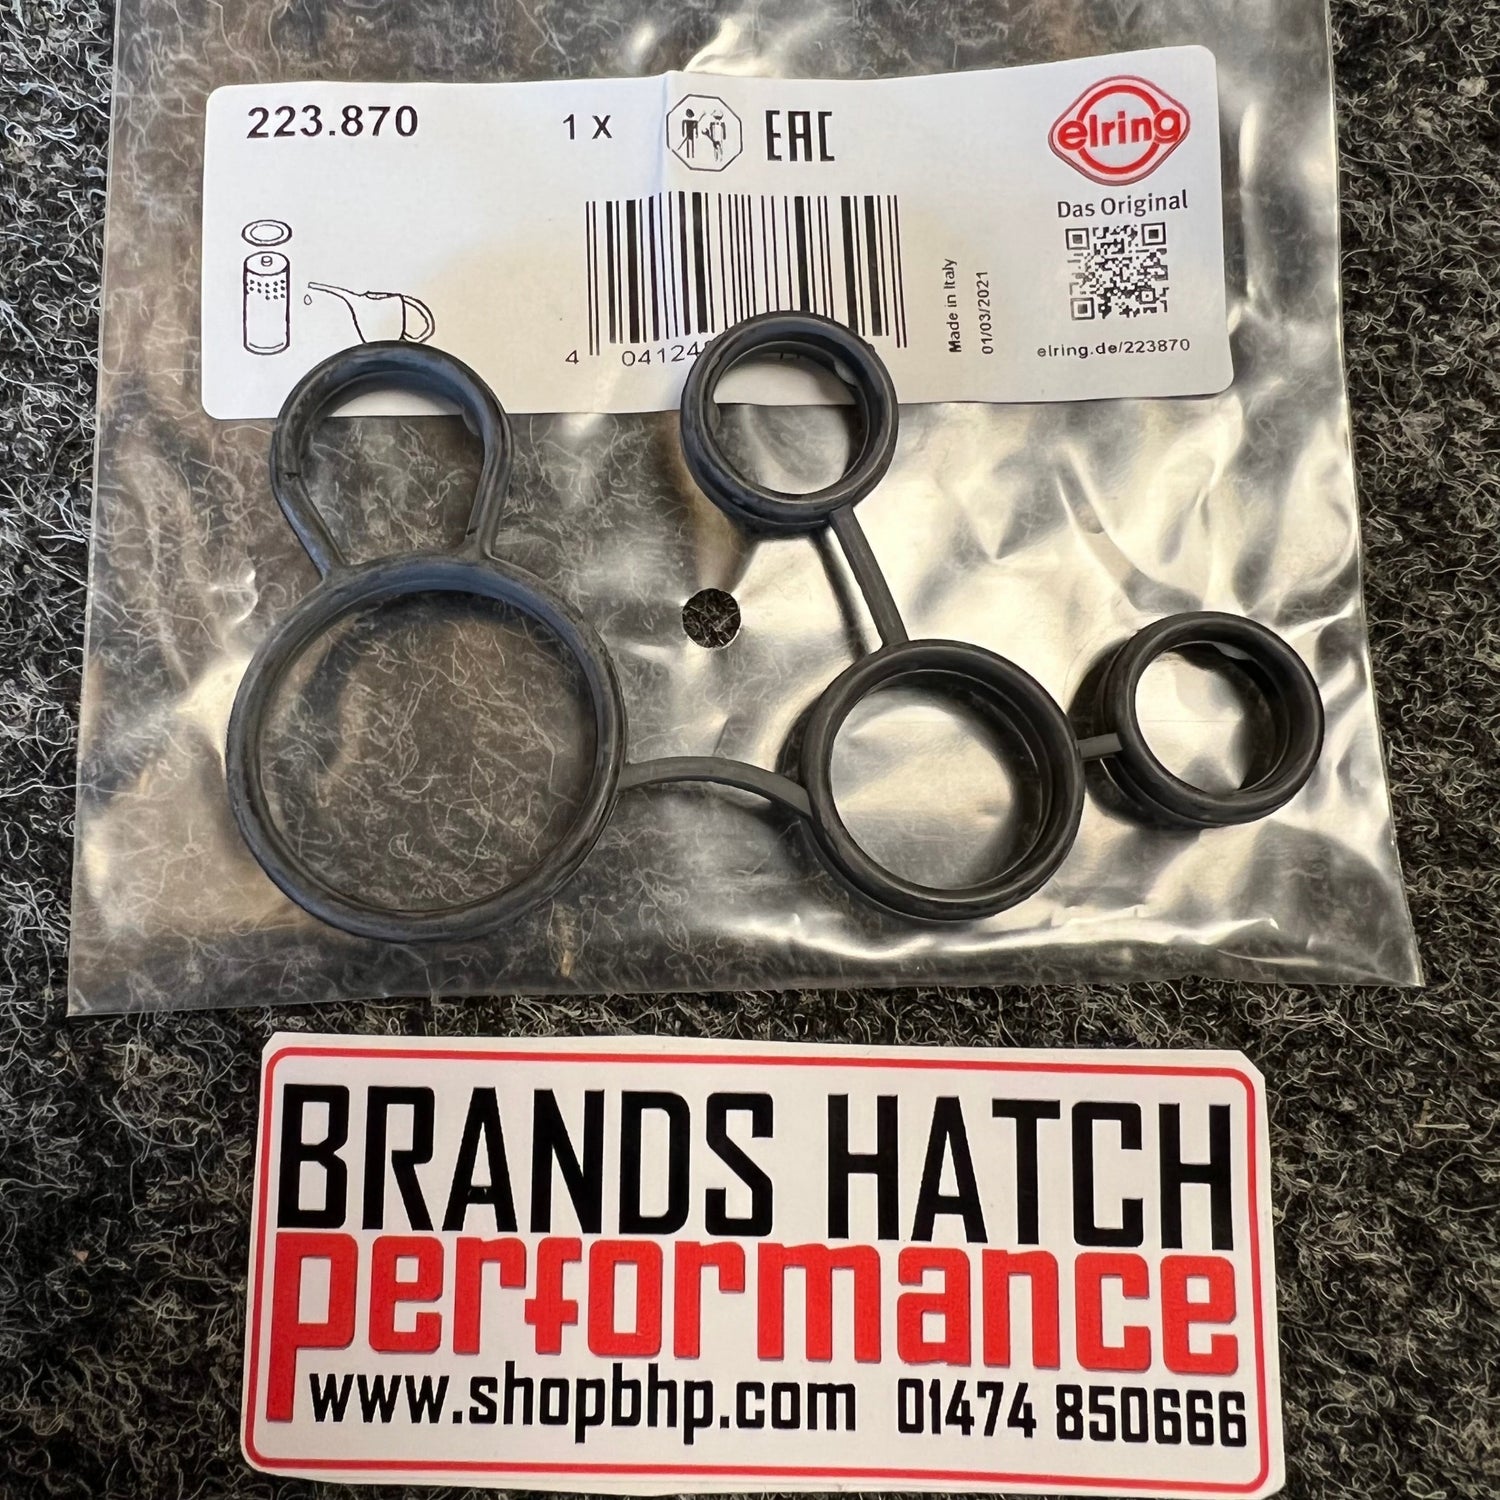 223.870
1 X
EAC
elring
Das Original
Made in Italy
01/03/2021
elring.de/223870
4
BRANDS HATCH
performance
www.shopbhp.com 01474 850666